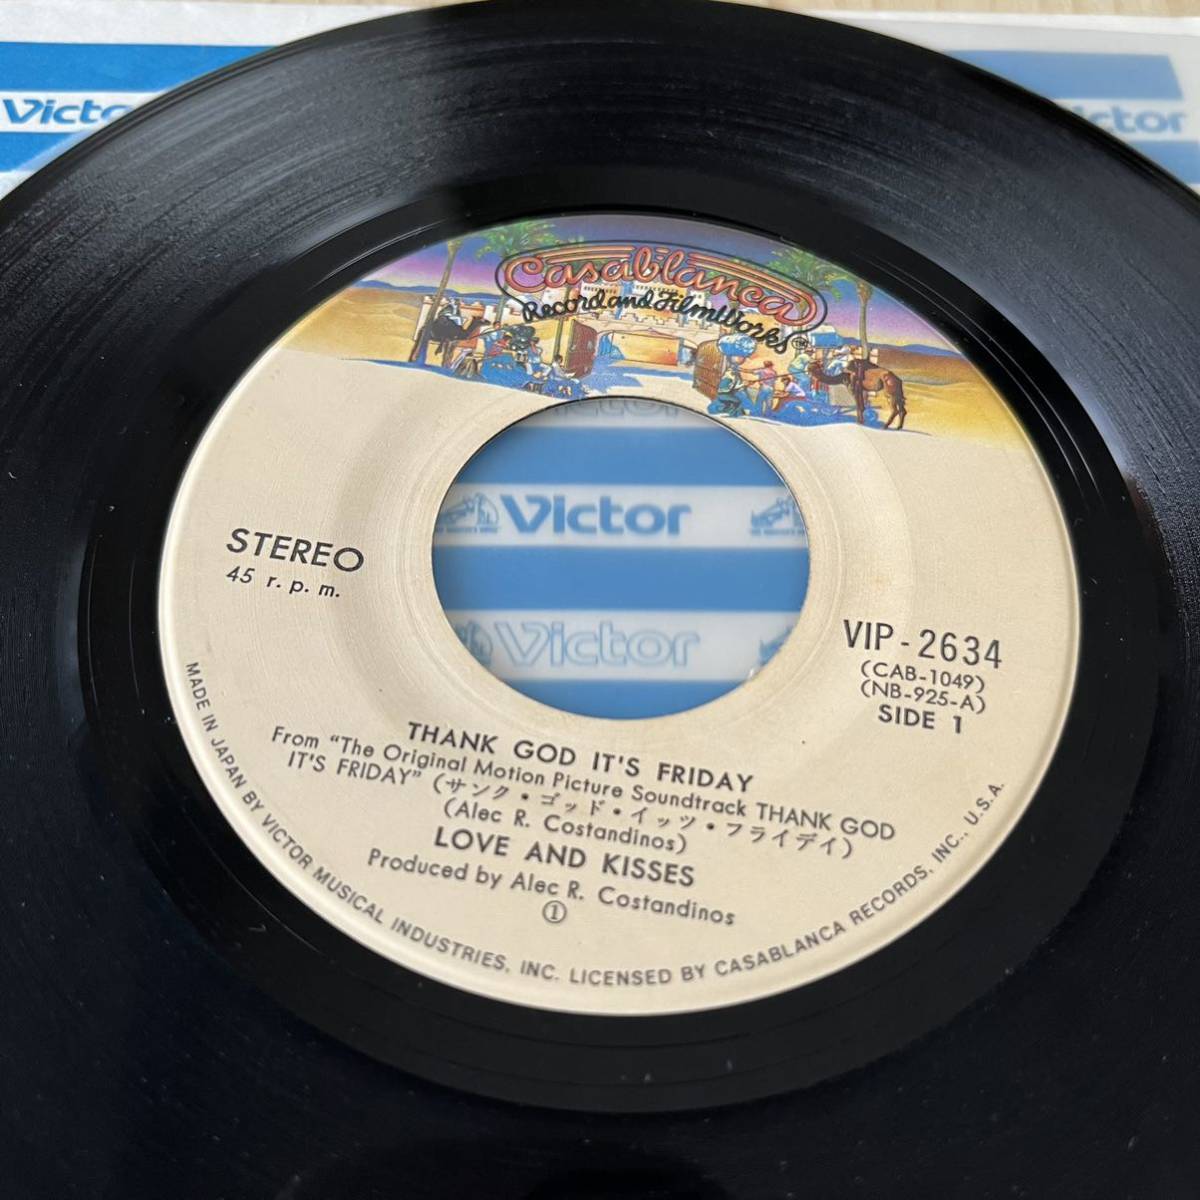 Victor
Victor
Casablanca
Record and FilmWorks
®
Victor
Victor
STEREO
45 r. p. m.
VIP-2634
(CAB-1049)
(NB-925-A)
SIDE 1
THANK GOD IT'S FRIDAY
From "The Original Motion Picture Soundtrack THANK GOD
IT'S FRIDAY" (サンク・ゴッド・イッツ・フライデイ)
(Alec R. Costandinos)
LOVE AND KISSES
Produced by Alec R. Costandinos
①
MADE IN JAPAN BY VICTOR MUSICAL INDUSTRIES, INC. LICENSED BY CASABLANCA RECORDS, INC., U.S.A.